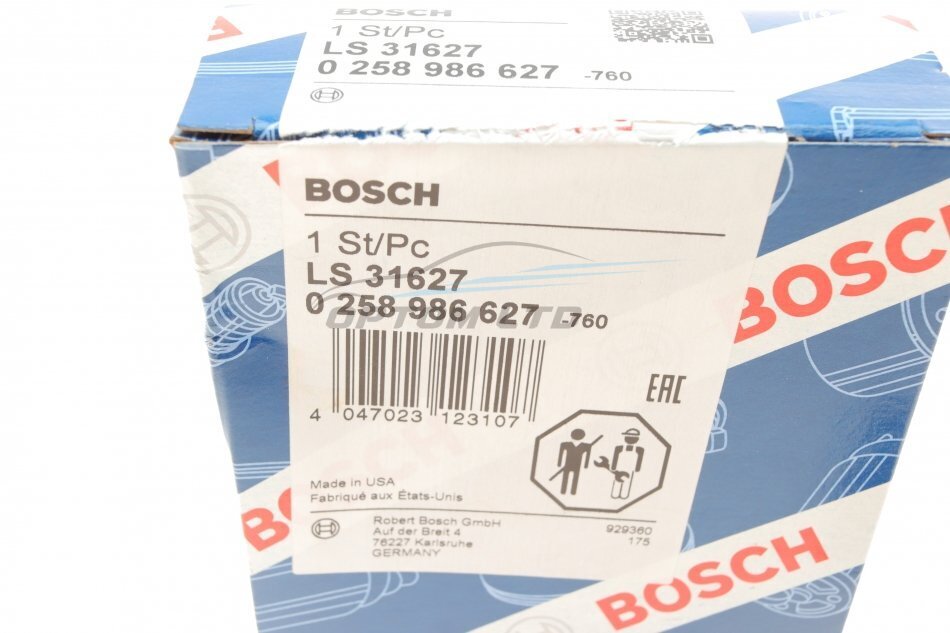 BOSCH
1 St/Pc
LS 31627
0 258 986 627 -760
BOSCH
1 St/Pc
LS 31627
0 258 986 627 -760
OPTOM LTD
4 047023 123107
EAC
Made in USA
Fabriqué aux États-Unis
Robert Bosch GmbH
Auf der Breit 4
76227 Karlsruhe
GERMANY
929360
175
BOSCH
BOSCH
BOSCH